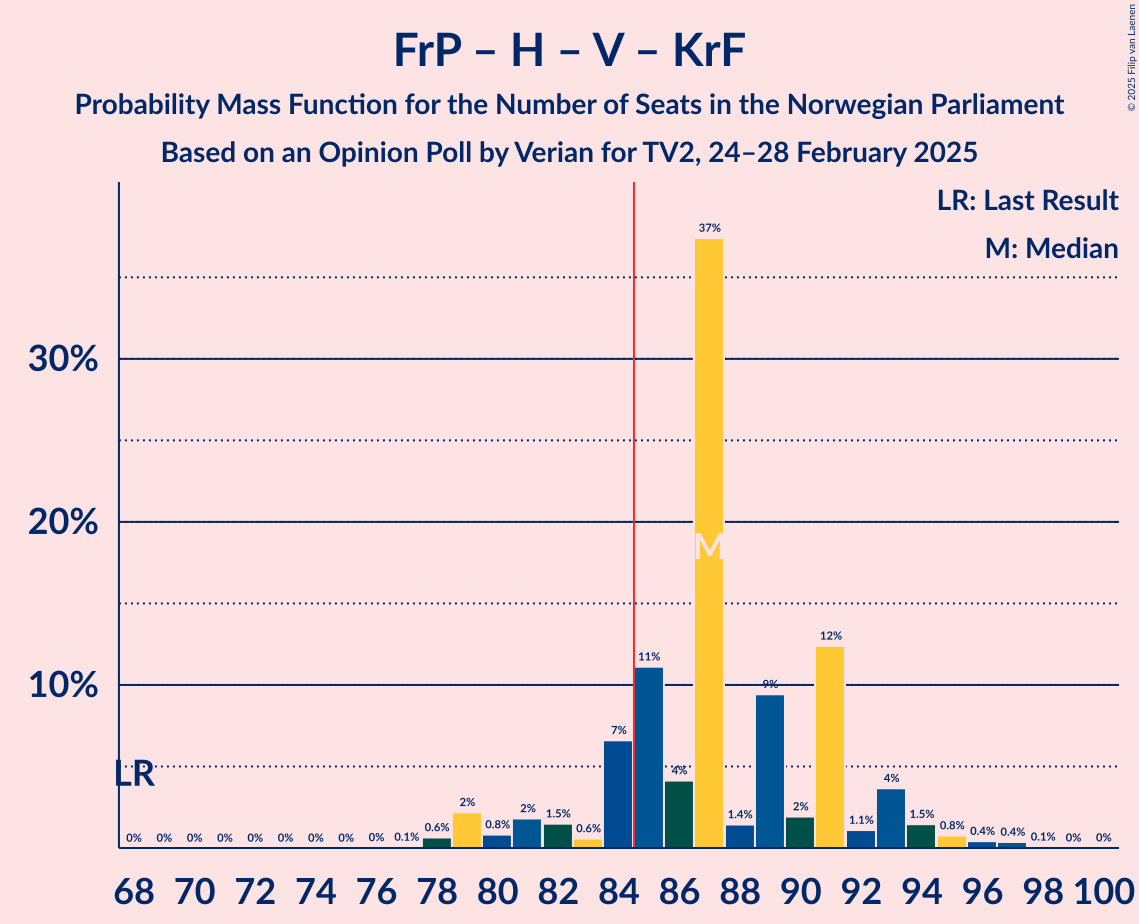 FrP – H – V – KrF
Probability Mass Function for the Number of Seats in the Norwegian Parliament
Based on an Opinion Poll by Verian for TV2, 24–28 February 2025
© 2025 Filip van Laenen
LR: Last Result
M: Median
30%
20%
10%
LR
M
0% 0% 0% 0% 0% 0% 0% 0% 0% 0.1% 0.6% 2% 0.8% 2% 1.5% 0.6% 7% 11% 4% 37% 1.4% 9% 2% 12% 1.1% 4% 1.5% 0.8% 0.4% 0.4% 0.1% 0% 0%
68 70 72 74 76 78 80 82 84 86 88 90 92 94 96 98 100